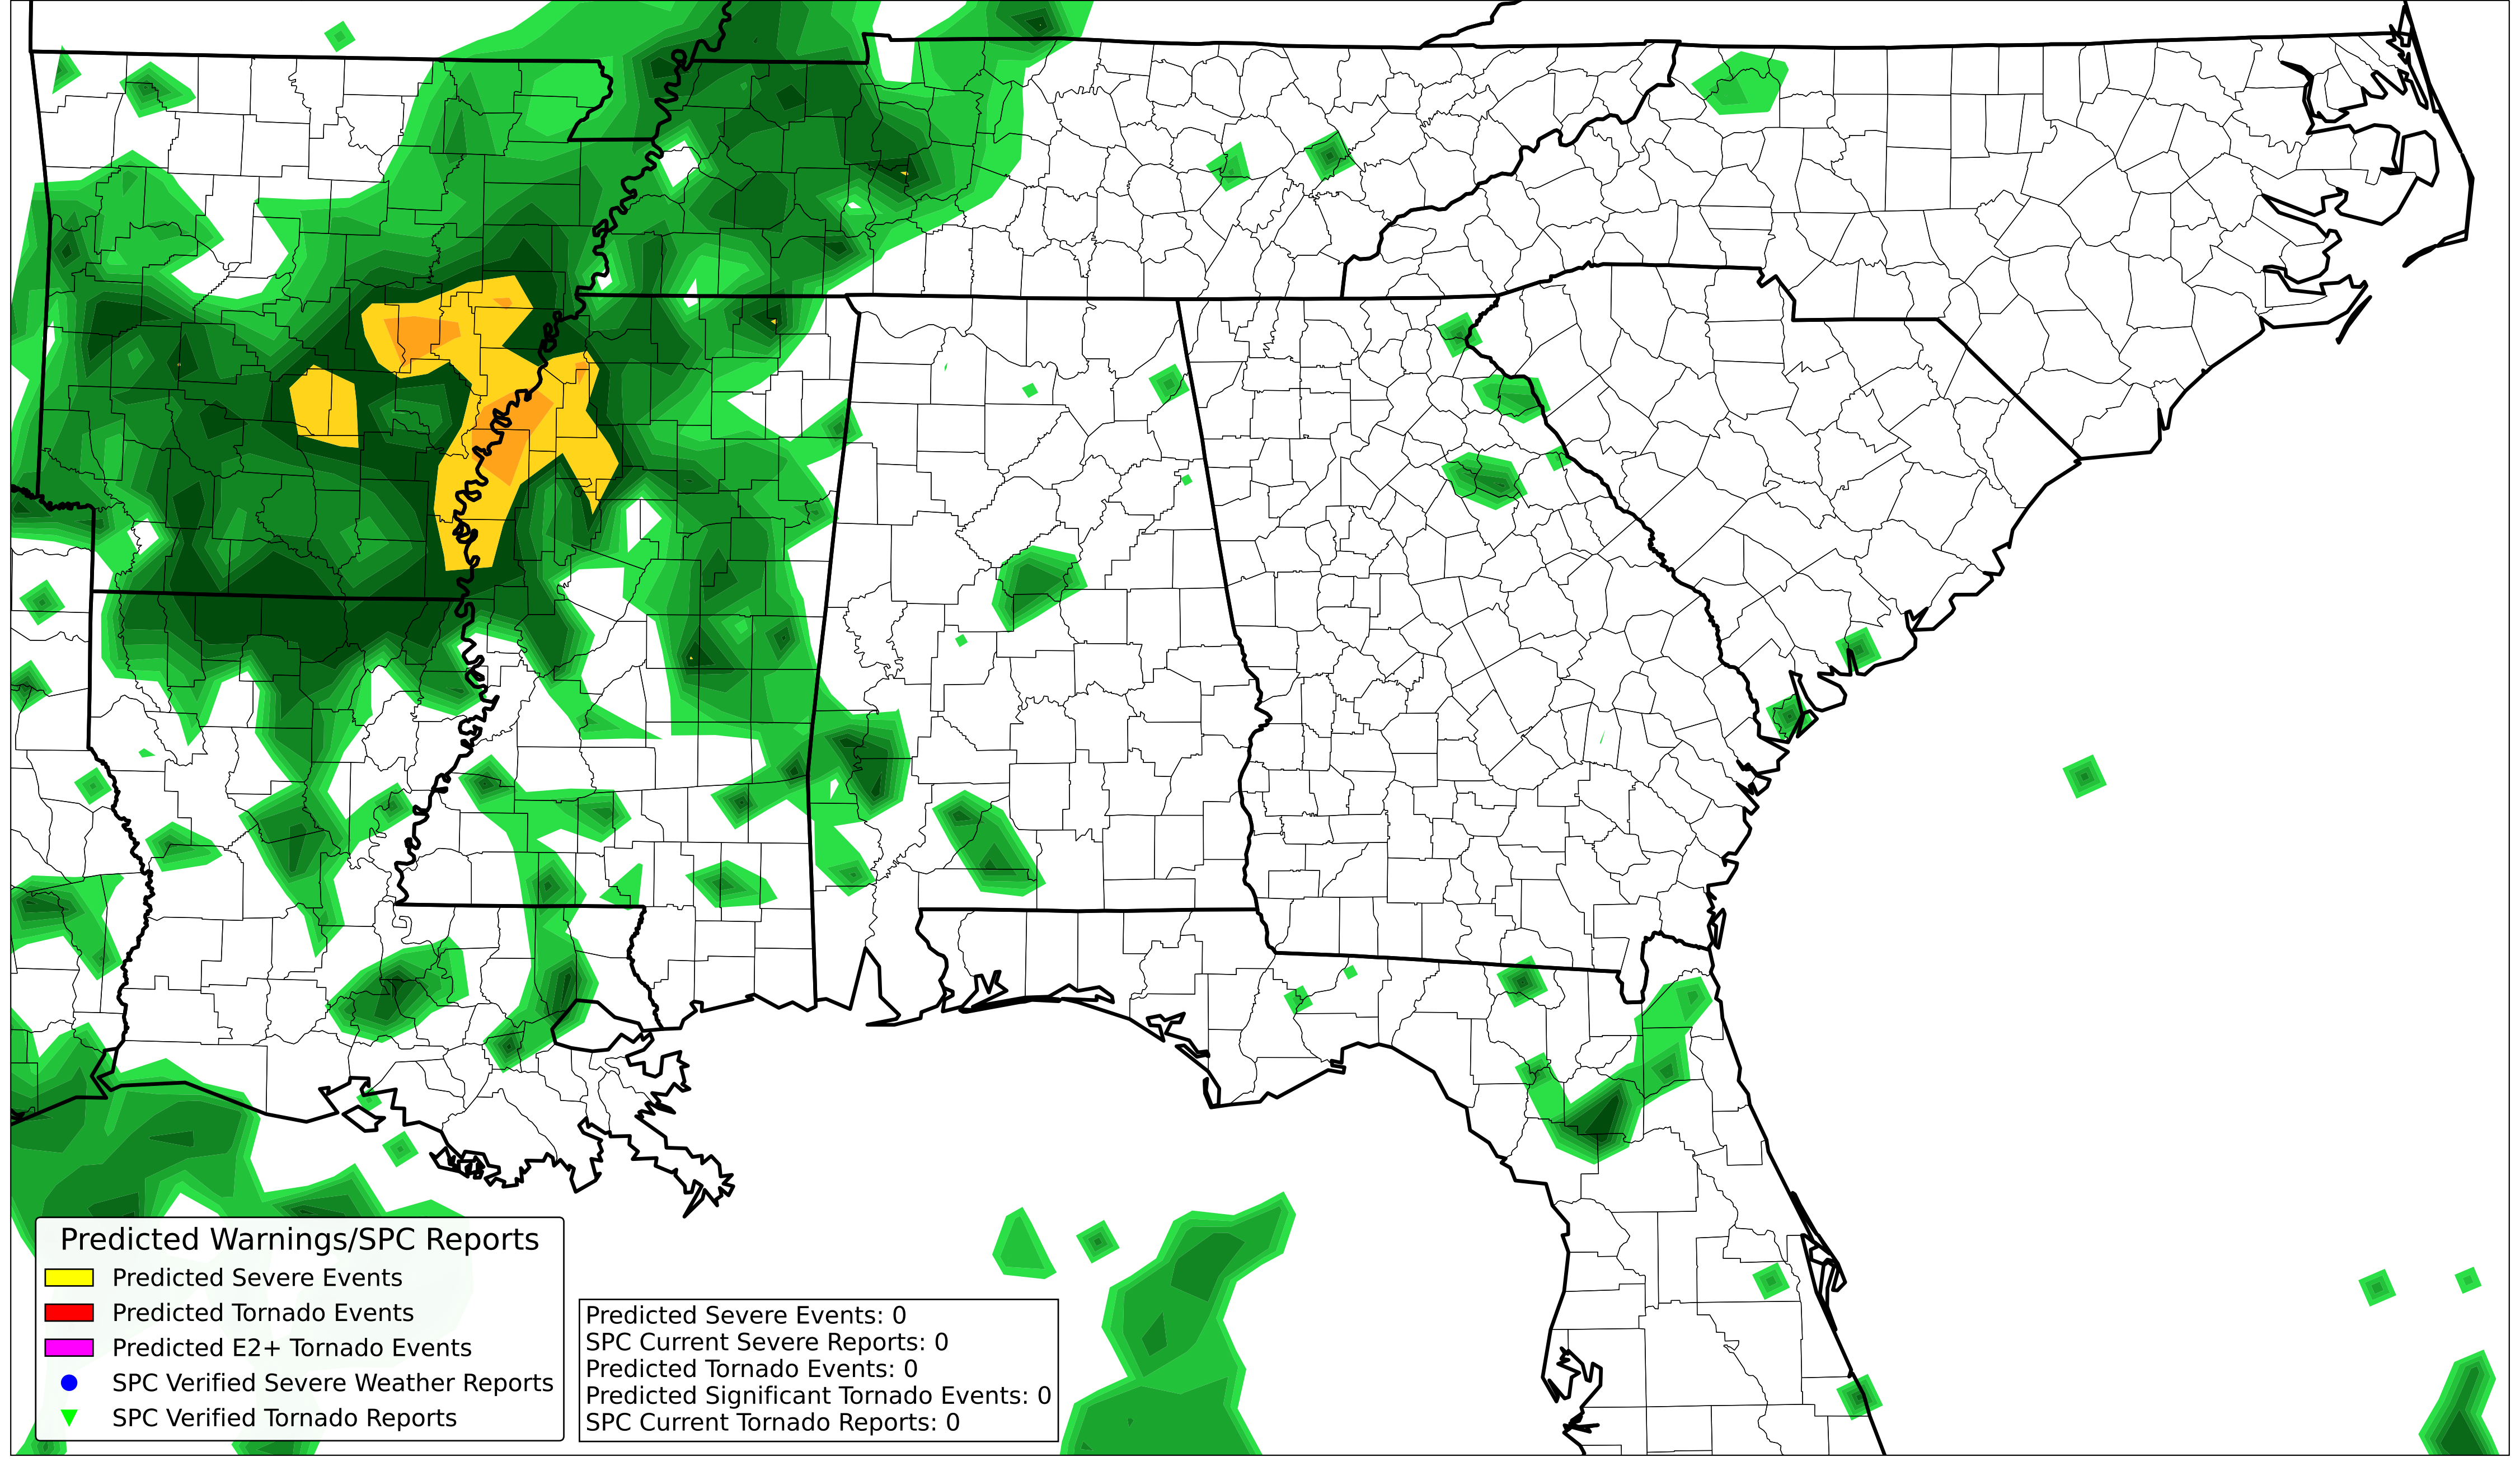 Predicted Warnings/SPC Reports
Predicted Severe Events
Predicted Tornado Events
Predicted E2+ Tornado Events
SPC Verified Severe Weather Reports
SPC Verified Tornado Reports
Predicted Severe Events: 0
SPC Current Severe Reports: 0
Predicted Tornado Events: 0
Predicted Significant Tornado Events: 0
SPC Current Tornado Reports: 0